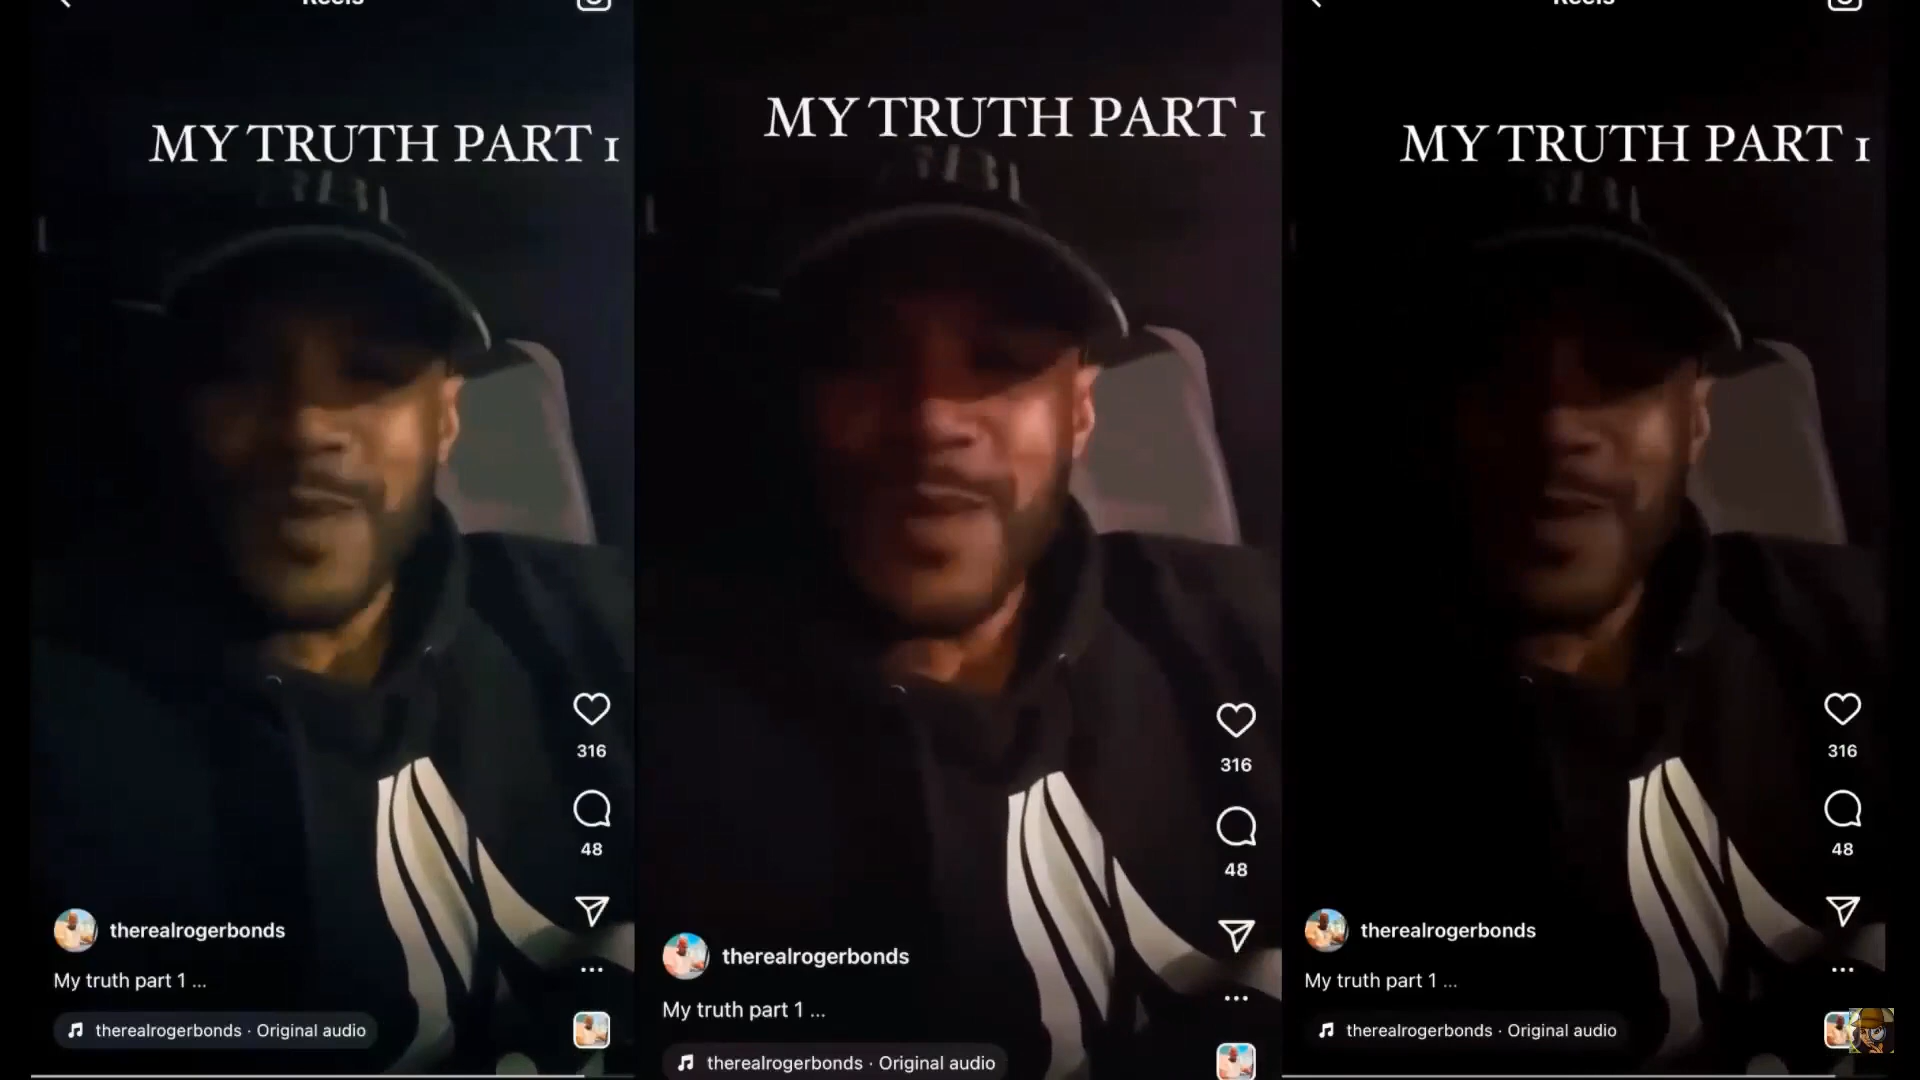 Reels
MY TRUTH PART 1
316
48
therealrogerbonds
My truth part 1 ...
therealrogerbonds · Original audio
MY TRUTH PART 1
316
48
therealrogerbonds
My truth part 1 ...
therealrogerbonds · Original audio
Reels
MY TRUTH PART 1
316
48
therealrogerbonds
My truth part 1 ...
therealrogerbonds · Original audio